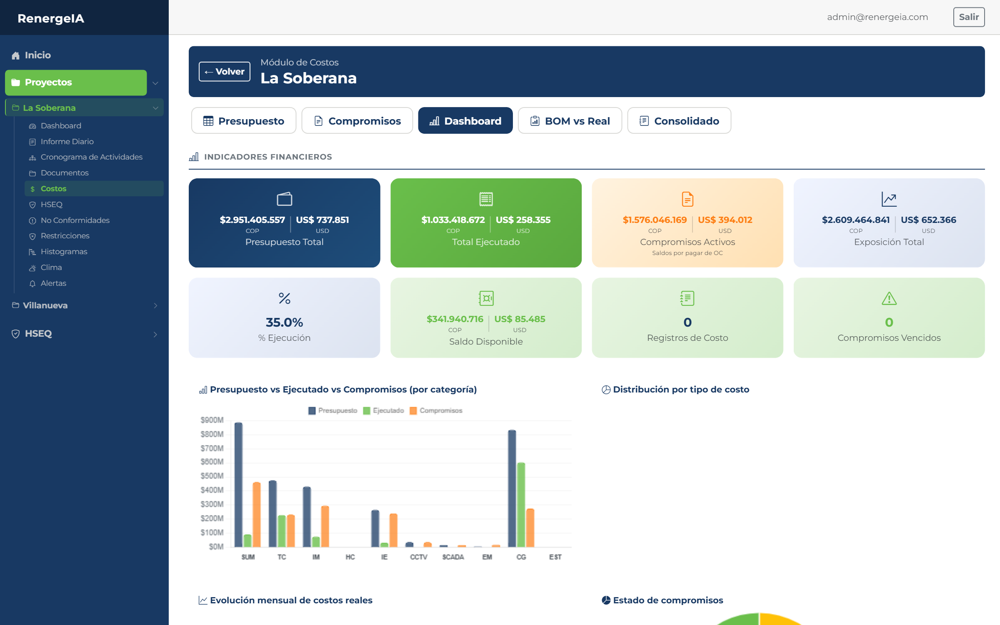 RenergeIA
admin@renergeia.com
Salir
Inicio
Proyectos
La Soberana
Dashboard
Informe Diario
Cronograma de Actividades
Documentos
Costos
HSEQ
No Conformidades
Restricciones
Histogramas
Clima
Alertas
Villanueva
HSEQ
← Volver
Módulo de Costos
La Soberana
Presupuesto
Compromisos
Dashboard
BOM vs Real
Consolidado
INDICADORES FINANCIEROS
$2.951.405.557 US$ 737.851
COP USD
Presupuesto Total
$1.033.418.672 US$ 258.355
COP USD
Total Ejecutado
$1.576.046.169 US$ 394.012
COP USD
Compromisos Activos
Saldos por pagar de OC
$2.609.464.841 US$ 652.366
COP USD
Exposición Total
35.0%
% Ejecución
$341.940.716 US$ 85.485
COP USD
Saldo Disponible
0
Registros de Costo
0
Compromisos Vencidos
Presupuesto vs Ejecutado vs Compromisos (por categoría)
Presupuesto Ejecutado Compromisos
$900M
$800M
$700M
$600M
$500M
$400M
$300M
$200M
$100M
$0M
SUM TC IM HC IE CCTV SCADA EM CG EST
Distribución por tipo de costo
Evolución mensual de costos reales
Estado de compromisos